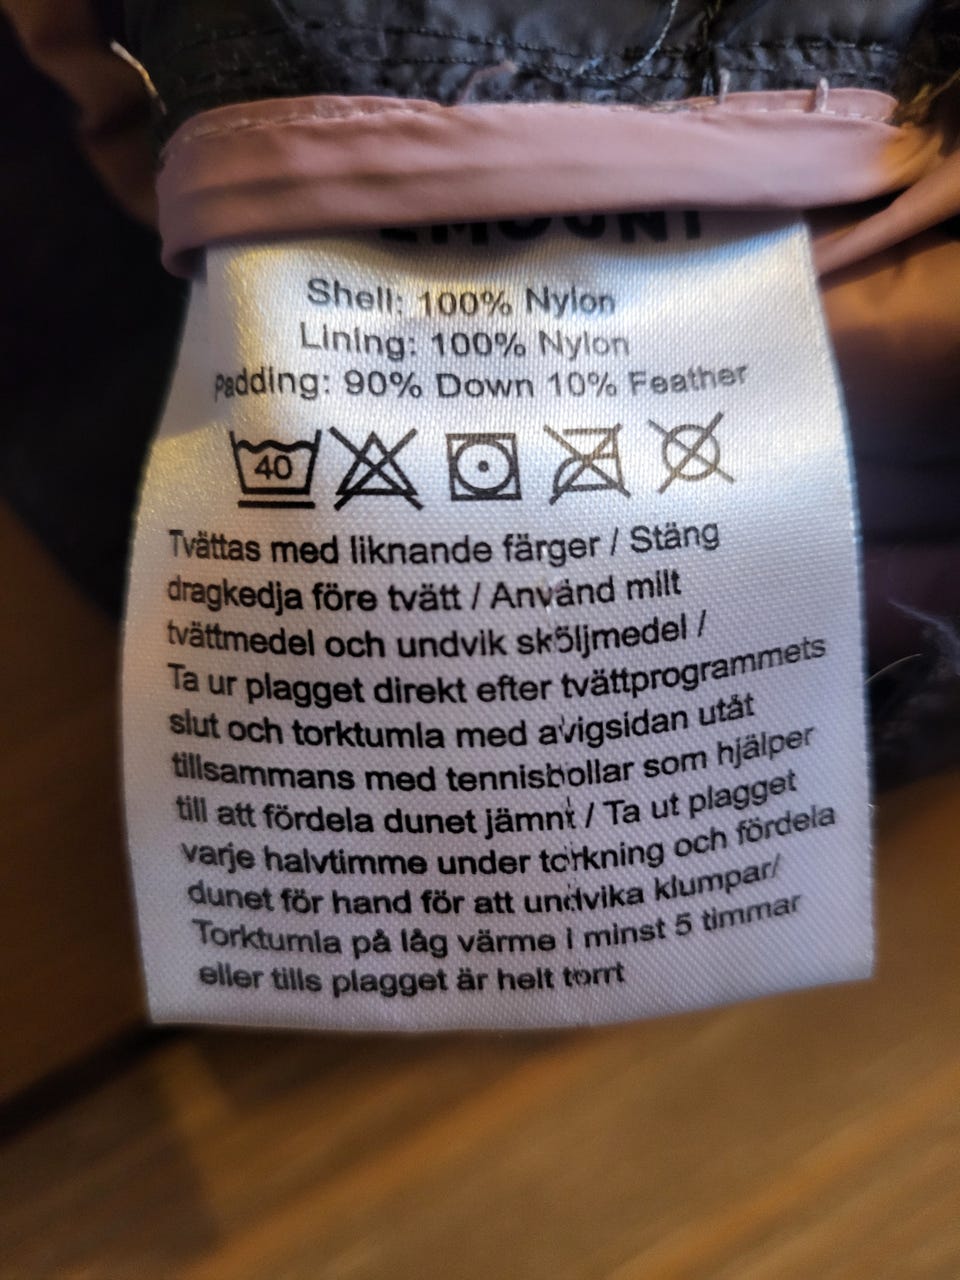 Shell: 100% Nylon
Lining: 100% Nylon
Padding: 90% Down 10% Feather
40
Tvättas med liknande färger / Stäng
dragkedja före tvätt / Använd milt
tvättmedel och undvik sköljmedel /
Ta ur plagget direkt efter tvättprogrammets
slut och torktumla med avigsidan utåt
tillsammans med tennisbollar som hjälper
till att fördela dunet jämnt / Ta ut plagget
varje halvtimme under torkning och fördela
dunet för hand för att undvika klumpar/
Torktumla på låg värme i minst 5 timmar
eller tills plagget är helt torrt